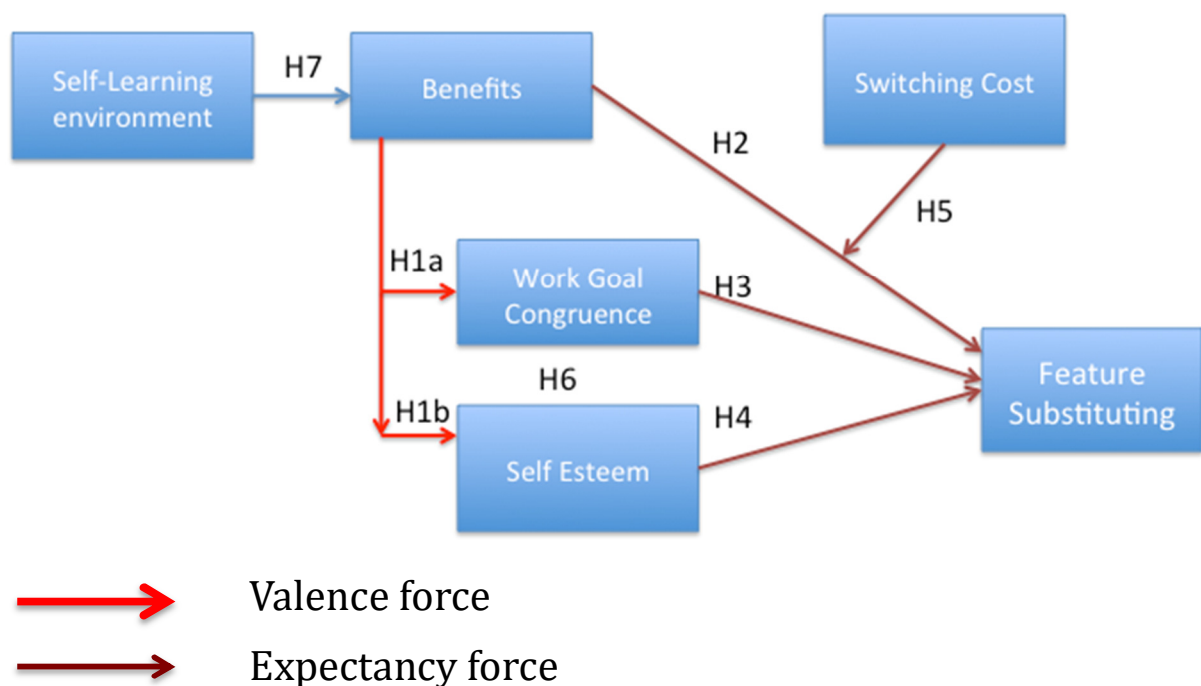 Self-Learning
environment
H7
Benefits
Switching Cost
H2
H5
H1a
Work Goal
Congruence
H3
H6
H1b
Self Esteem
H4
Feature
Substituting
Valence force
Expectancy force